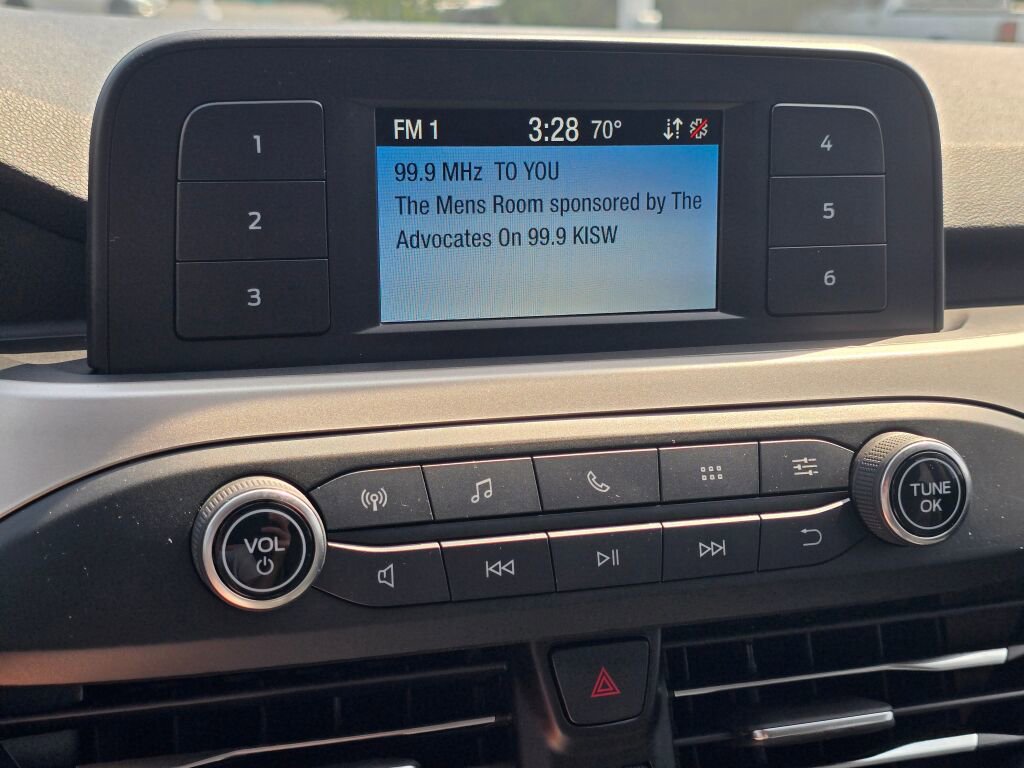 FM 1 3:28 70°
99.9 MHz TO YOU
The Mens Room sponsored by The
Advocates On 99.9 KISW
1
2
3
4
5
6
VOL
TUNE
OK